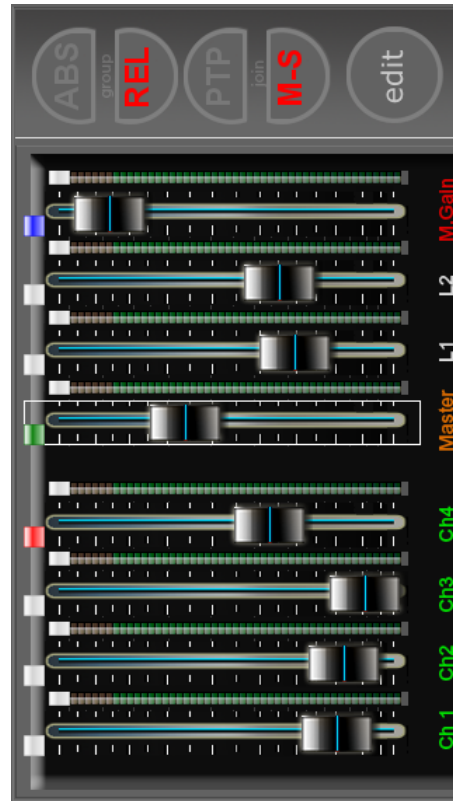 ABS
group
REL
PTP
join
M-S
edit
M.Gain
L2
L1
Master
Ch4
Ch3
Ch2
Ch 1